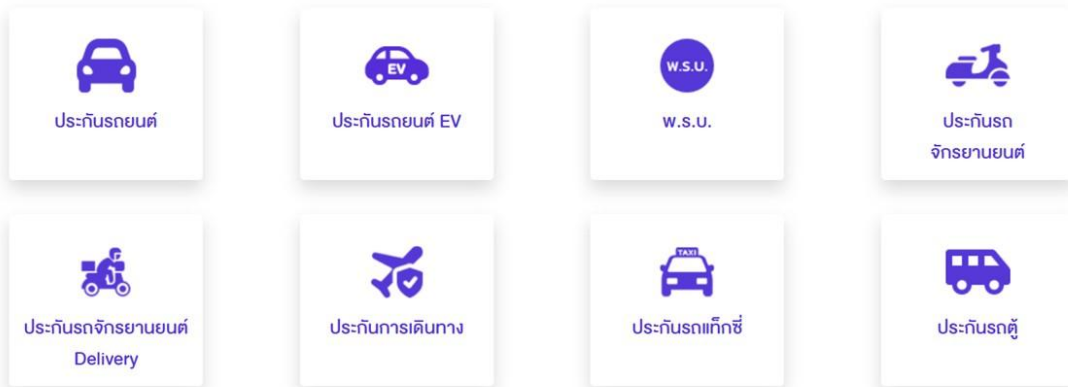 EV
พ.ร.บ.
ประกันรถยนต์
ประกันรถยนต์ EV
พ.ร.บ.
ประกันรถ
จักรยานยนต์
TAXI
ประกันรถจักรยานยนต์
Delivery
ประกันการเดินทาง
ประกันรถแท็กซี่
ประกันรถตู้